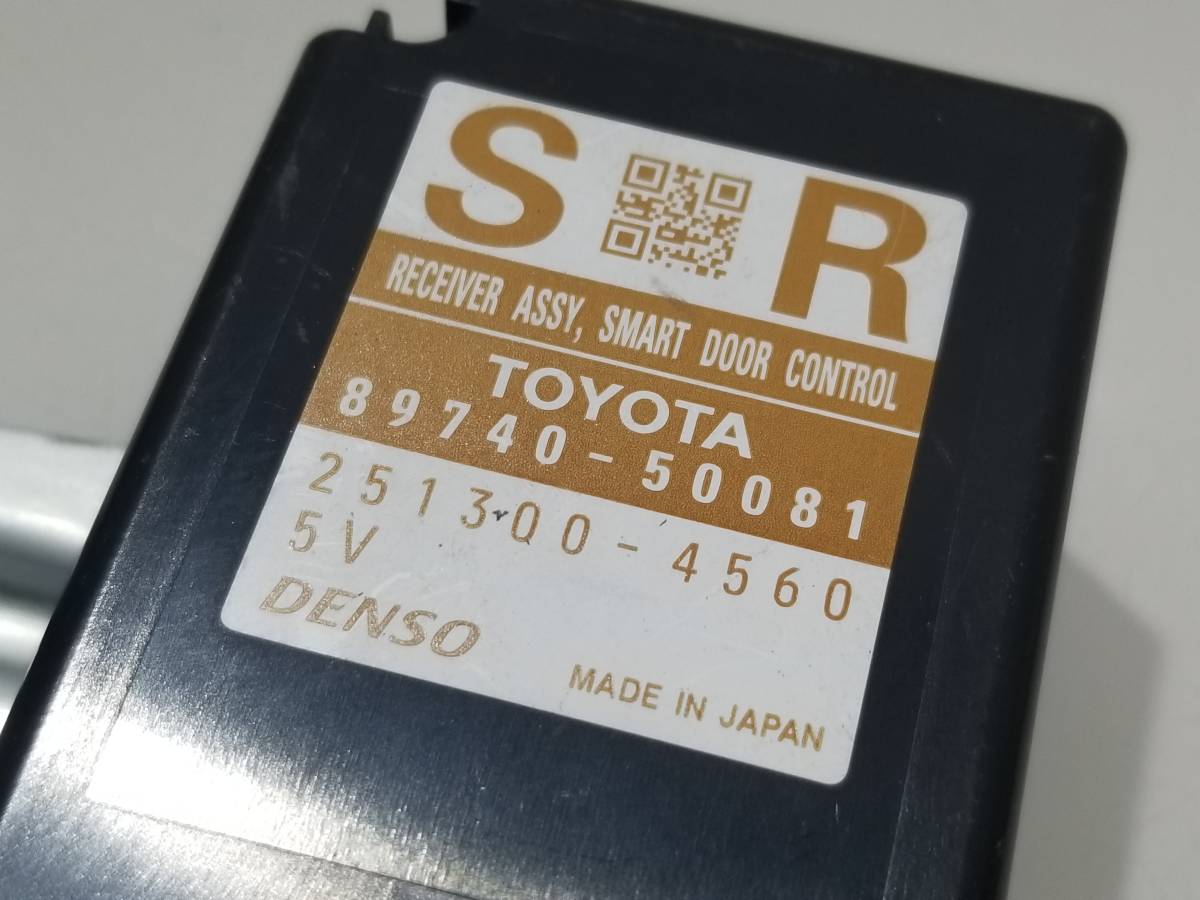 S R
RECEIVER ASSY, SMART DOOR CONTROL
TOYOTA
89740-50081
251300-4560
5V
DENSO
MADE IN JAPAN